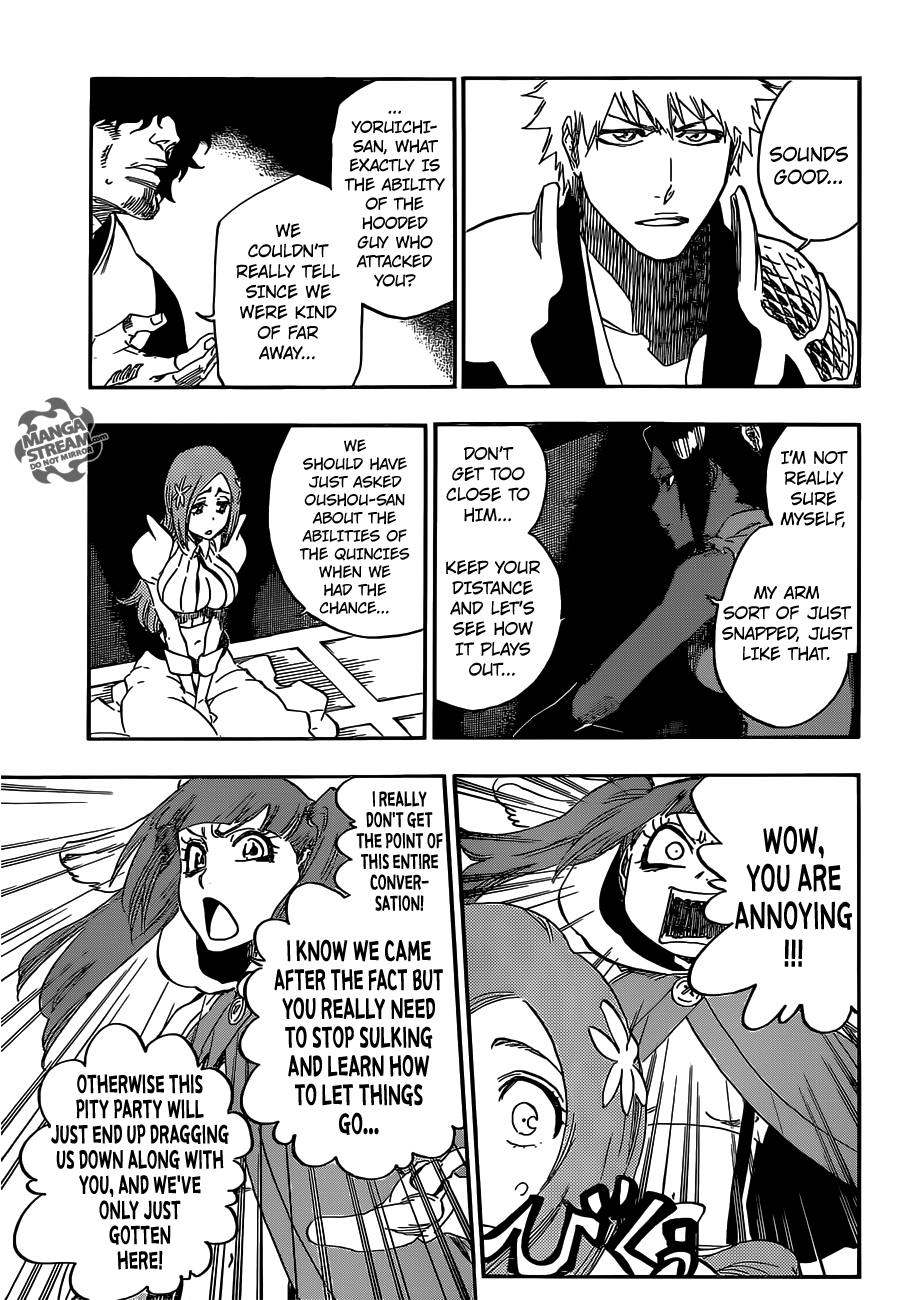 SOUNDS
GOOD...
...
YORUICHI-
SAN, WHAT
EXACTLY IS
THE ABILITY
OF THE
HOODED
GUY WHO
ATTACKED
YOU?
WE
COULDN'T
REALLY TELL
SINCE WE
WERE KIND
OF FAR
AWAY...
I'M NOT
REALLY
SURE
MYSELF,
MY ARM
SORT OF JUST
SNAPPED, JUST
LIKE THAT.
DON'T
GET TOO
CLOSE TO
HIM...
KEEP YOUR
DISTANCE
AND LET'S
SEE HOW
IT PLAYS
OUT...
WE
SHOULD HAVE
JUST ASKED
OUSHOU-SAN
ABOUT THE
ABILITIES
OF THE QUINCIES
WHEN WE
HAD THE
CHANCE...
MANGA
STREAM.com
DO NOT MIRROR
WOW,
YOU ARE
ANNOYING
!!!
びくっ
I REALLY
DON'T GET
THE POINT OF
THIS ENTIRE
CONVER-
SATION!
I KNOW WE CAME
AFTER THE FACT BUT
YOU REALLY NEED
TO STOP SULKING
AND LEARN HOW
TO LET THINGS
GO...
OTHERWISE THIS
PITY PARTY WILL
JUST END UP DRAGGING
US DOWN ALONG WITH
YOU, AND WE'VE
ONLY JUST
GOTTEN
HERE!